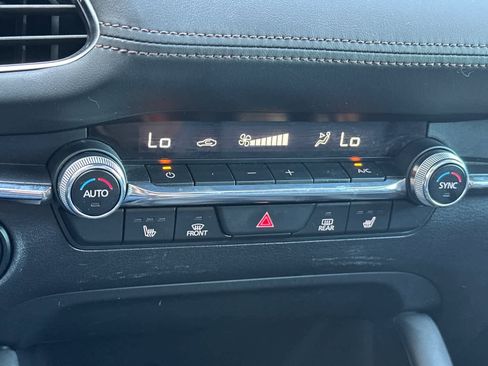 Lo Lo
A/C
AUTO - + SYNC
FRONT REAR